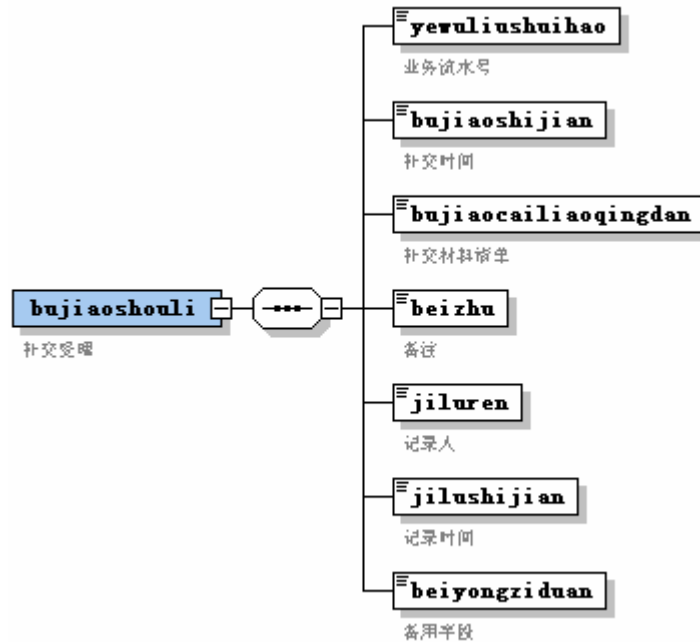 yewuliushuihao
业务流水号
bujiaoshijian
补交时间
bujiaocailiaoqingdan
补交材料清单
bujiaoshouli
补交受理
beizhu
备注
jiluren
记录人
jilushijian
记录时间
beiyongziduan
备用字段